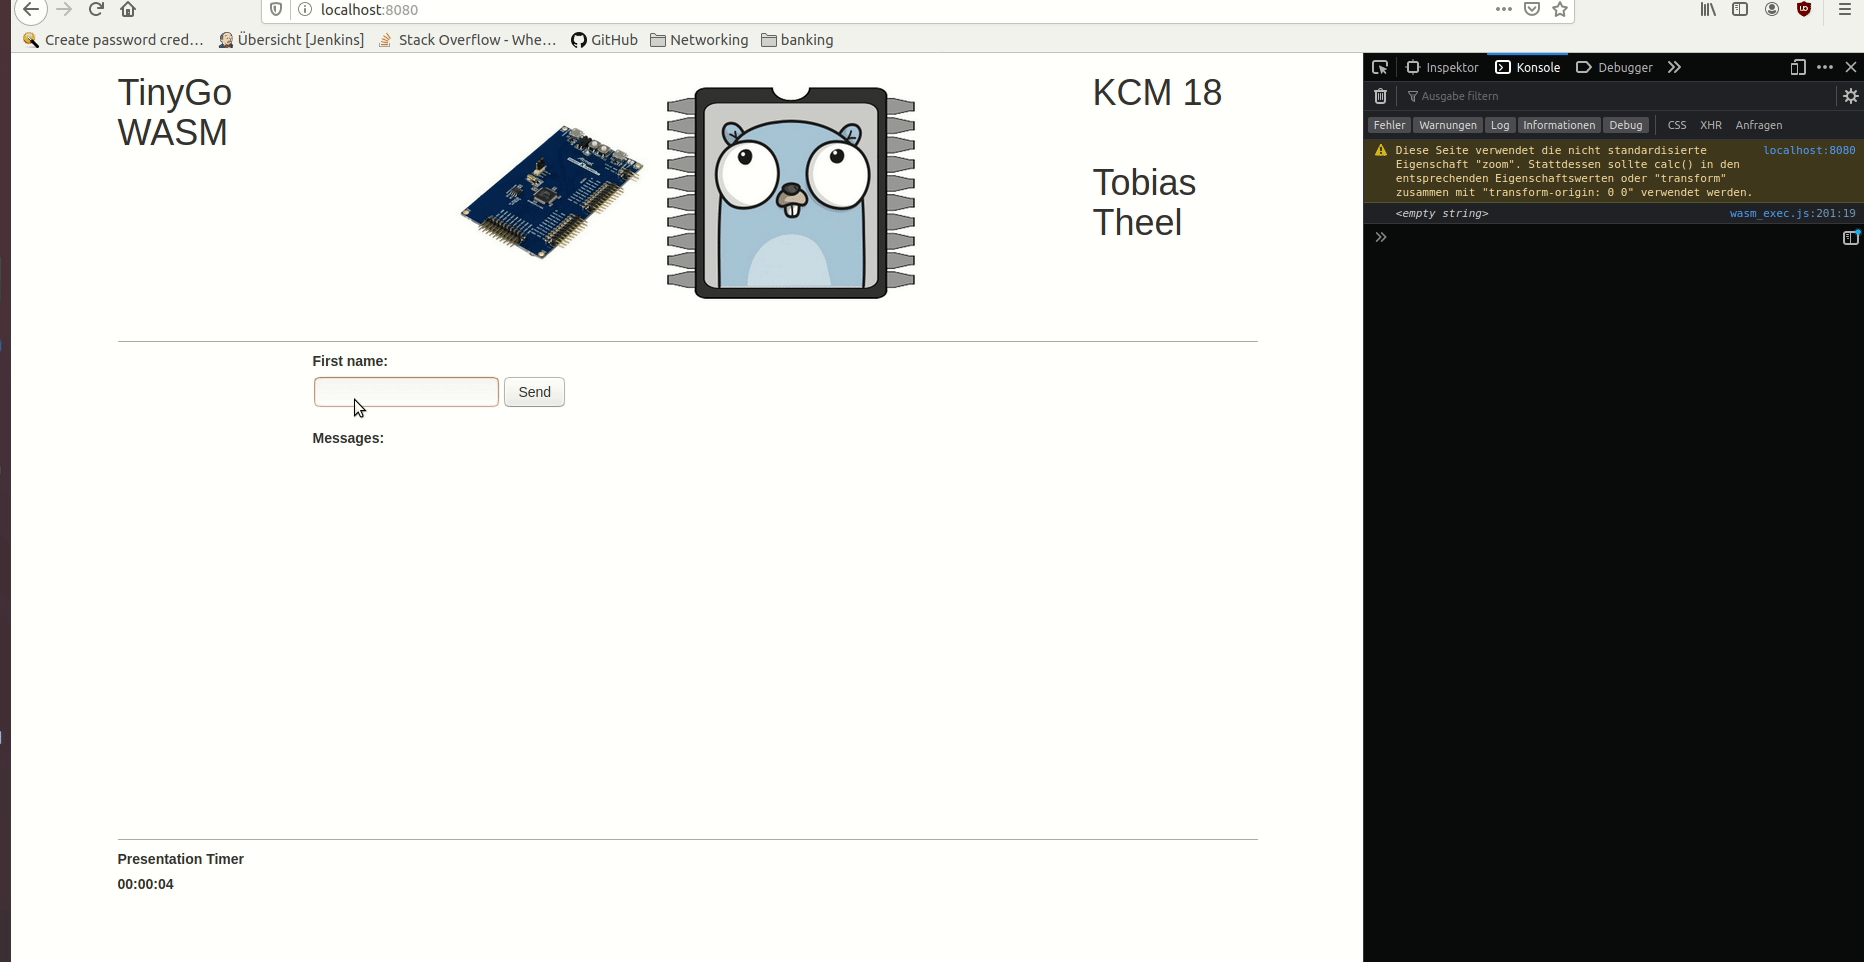 localhost:8080
Create password cred...
Übersicht [Jenkins]
Stack Overflow - Whe...
GitHub
Networking
banking
TinyGo
WASM
KCM 18
Tobias
Theel
First name:
Send
Messages:
Presentation Timer
00:00:04
Inspektor
Konsole
Debugger
Ausgabe filtern
Fehler
Warnungen
Log
Informationen
Debug
CSS
XHR
Anfragen
Diese Seite verwendet die nicht standardisierte localhost:8080
Eigenschaft "zoom". Stattdessen sollte calc() in den
entsprechenden Eigenschaftswerten oder "transform"
zusammen mit "transform-origin: 0 0" verwendet werden.
<empty string> wasm_exec.js:201:19